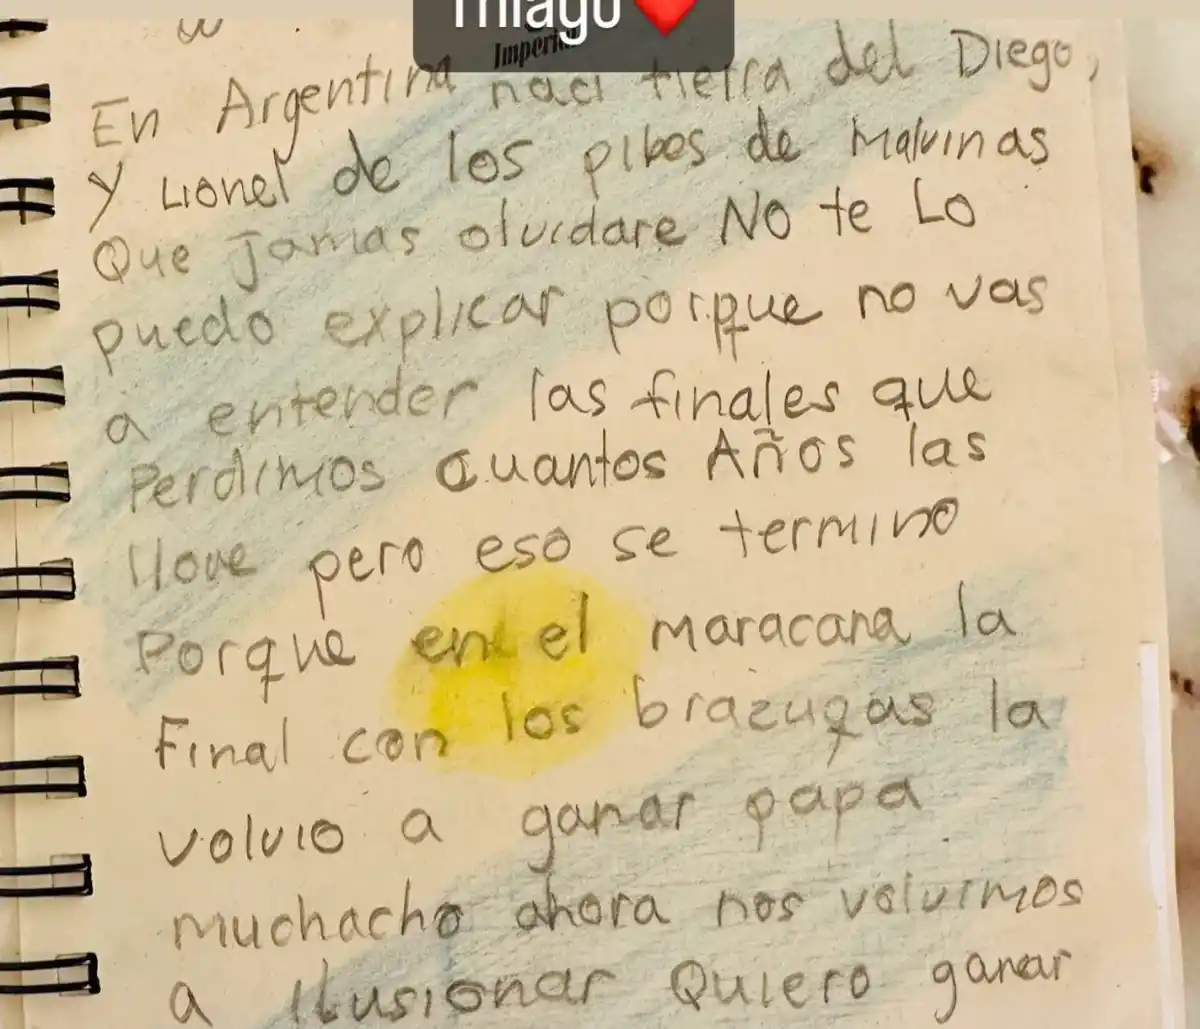 Thiago❤️
Imperial
En Argentina naci tierra del Diego,
Y Lionel de los pibes de Malvinas
Que Jamas olvidare NO te Lo
puedo explicar porque no vas
a entender las finales que
Perdimos Cuantos Años las
llove pero eso se termino
Porque en el maracana la
Final con los brazugas la
volvio a ganar papa
muchacho ahora nos volvimos
a Ilusionar Quiero ganar